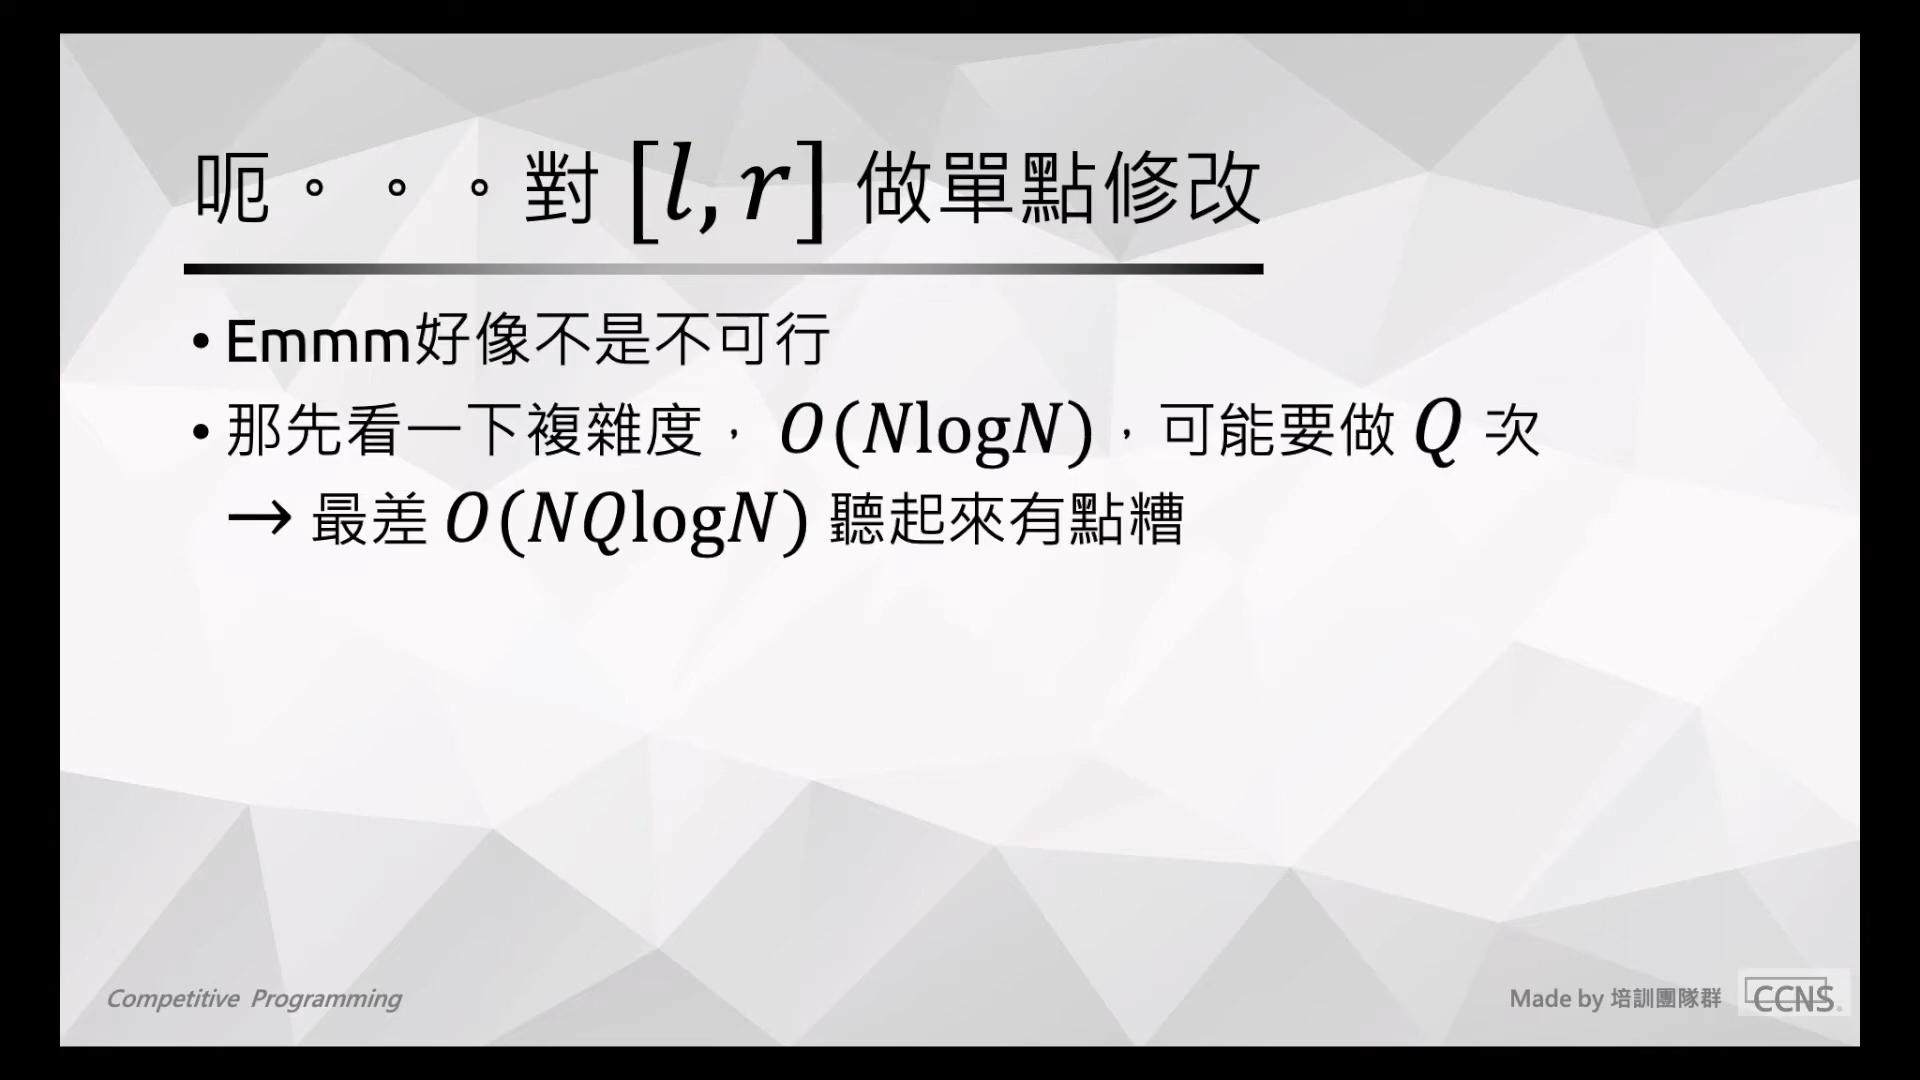 呃。。。對 [l, r] 做單點修改
• Emmm好像不是不可行
• 那先看一下複雜度，O(NlogN)，可能要做 Q 次
→ 最差 O(NQlogN) 聽起來有點糟
Competitive Programming
Made by 培訓團隊群
CCNS.